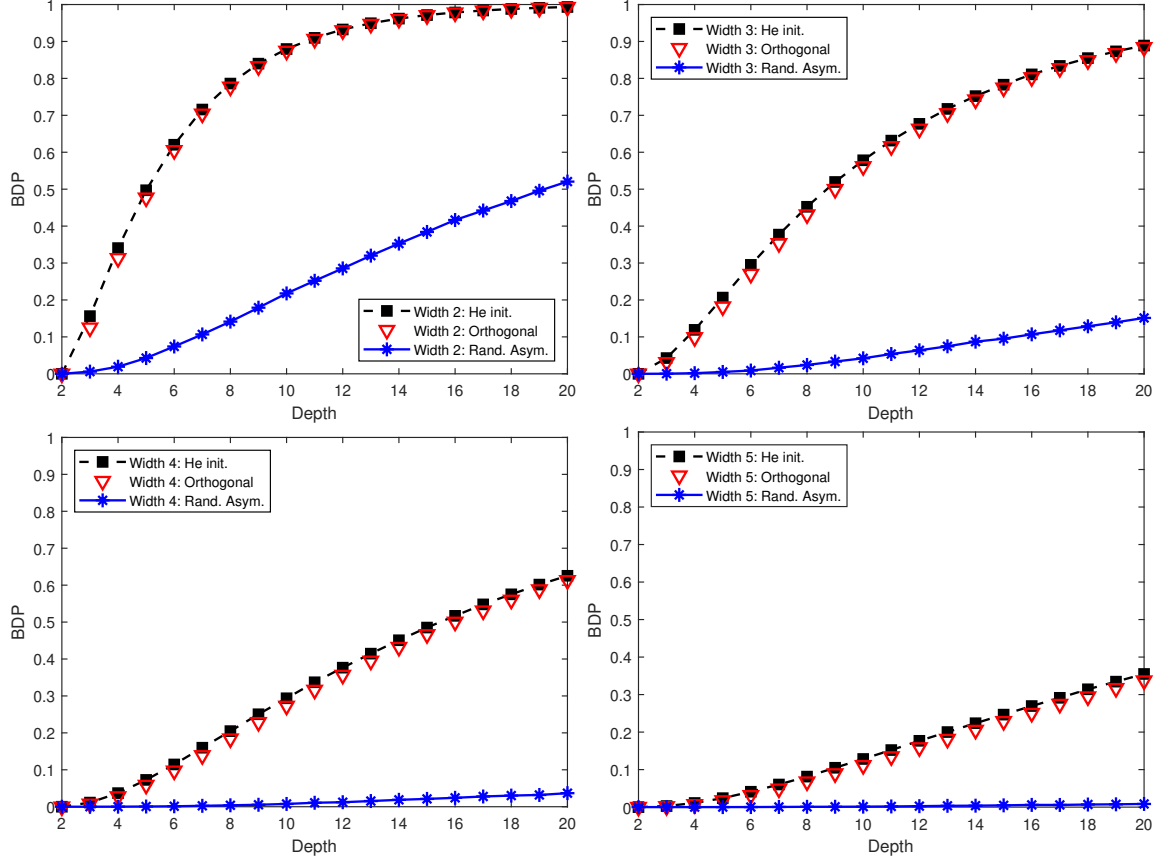 1
0.9
0.8
0.7
0.6
0.5
0.4
0.3
0.2
0.1
0
BDP
2 4 6 8 10 12 14 16 18 20
Depth
Width 2: He init.
Width 2: Orthogonal
Width 2: Rand. Asym.
1
0.9
0.8
0.7
0.6
0.5
0.4
0.3
0.2
0.1
0
BDP
2 4 6 8 10 12 14 16 18 20
Depth
Width 3: He init.
Width 3: Orthogonal
Width 3: Rand. Asym.
1
0.9
0.8
0.7
0.6
0.5
0.4
0.3
0.2
0.1
0
BDP
2 4 6 8 10 12 14 16 18 20
Depth
Width 4: He init.
Width 4: Orthogonal
Width 4: Rand. Asym.
1
0.9
0.8
0.7
0.6
0.5
0.4
0.3
0.2
0.1
0
BDP
2 4 6 8 10 12 14 16 18 20
Depth
Width 5: He init.
Width 5: Orthogonal
Width 5: Rand. Asym.